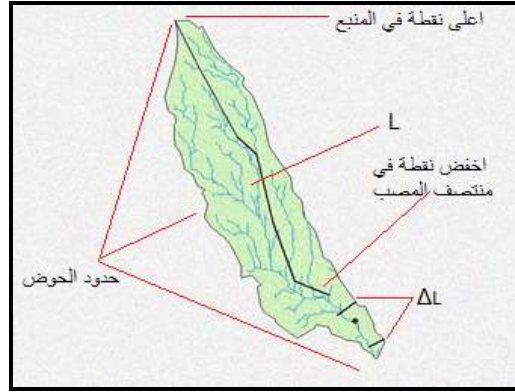 اعلى نقطة في المنبع
L
اخفض نقطة في
منتصف المصب
حدود الحوض
ΔL